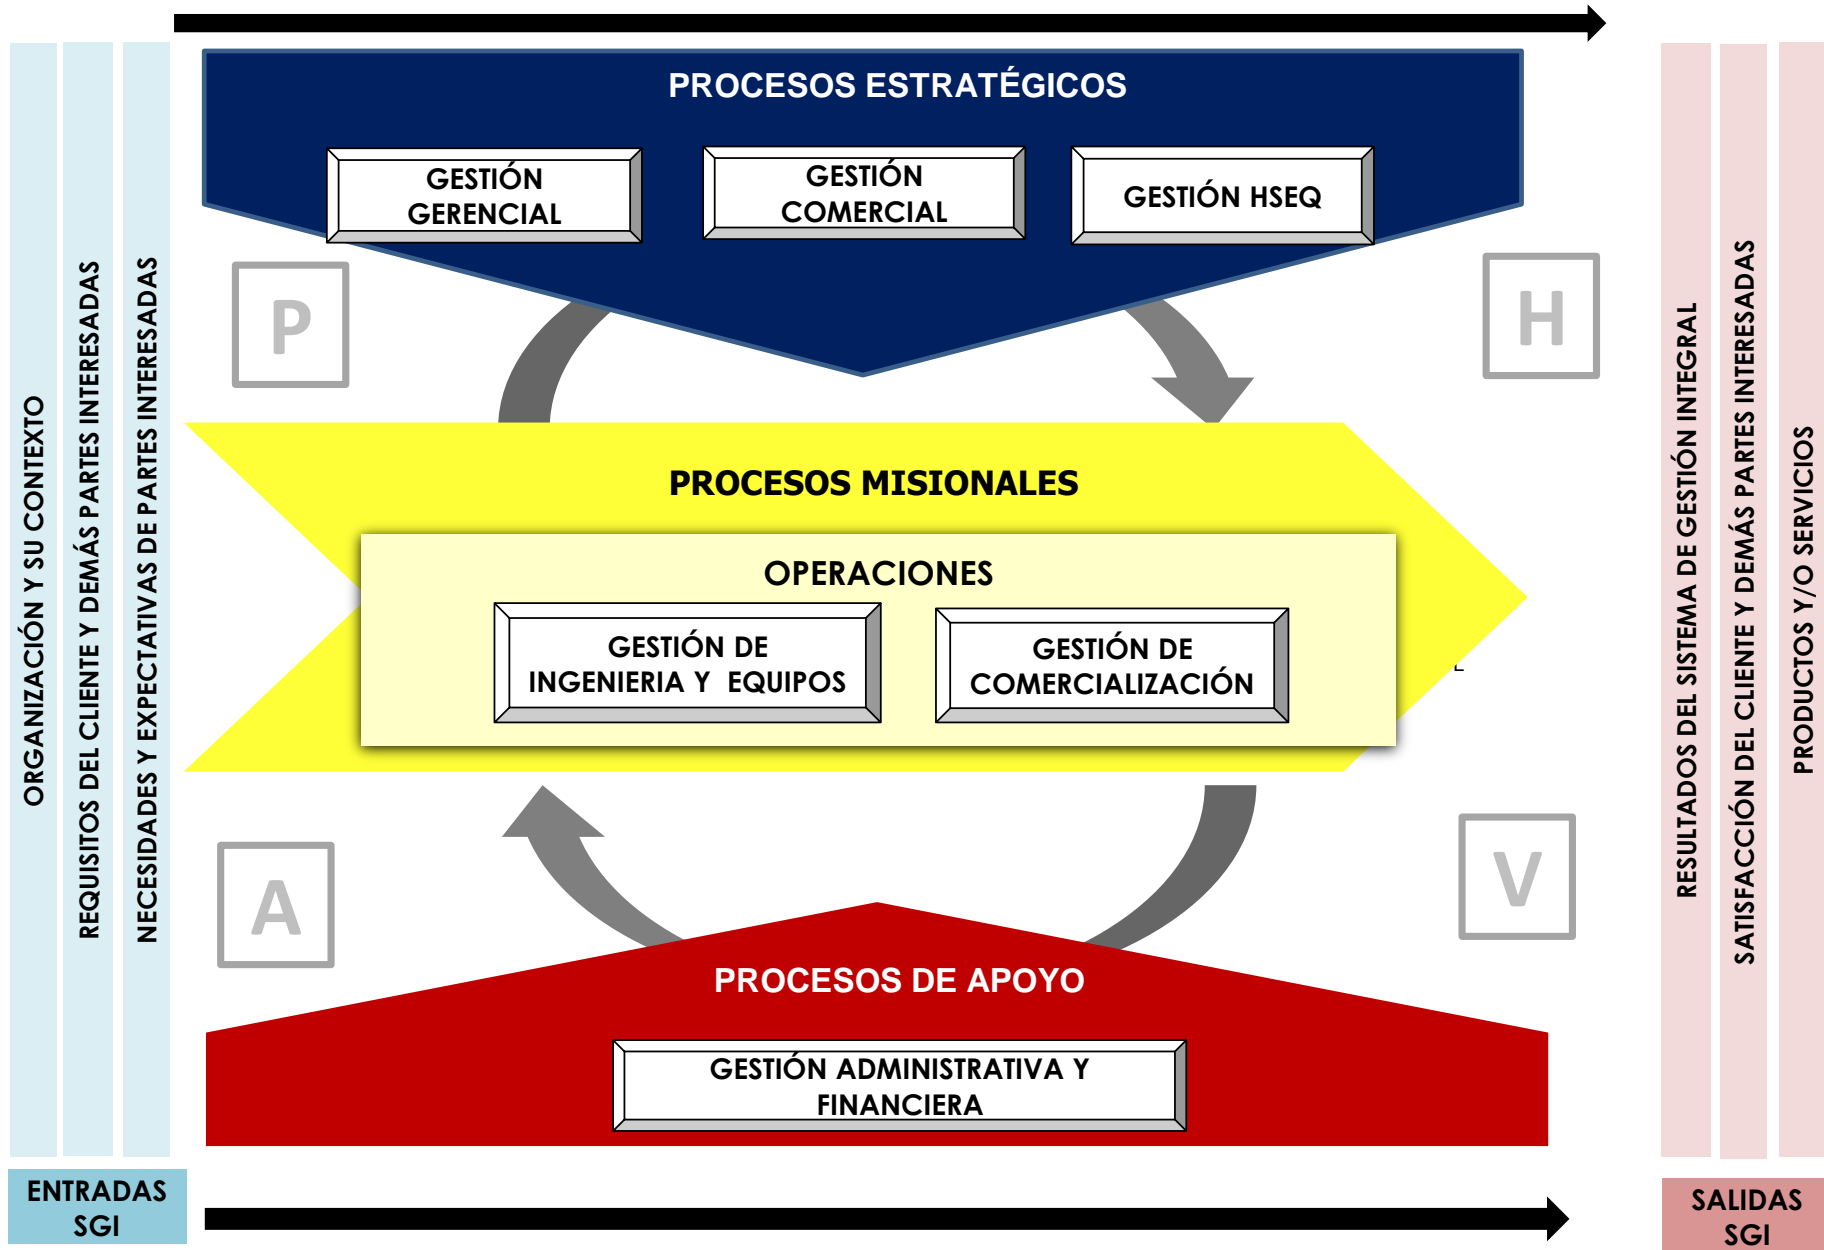 ORGANIZACIÓN Y SU CONTEXTO
REQUISITOS DEL CLIENTE Y DEMÁS PARTES INTERESADAS
NECESIDADES Y EXPECTATIVAS DE PARTES INTERESADAS
ENTRADAS
SGI
PROCESOS ESTRATÉGICOS
GESTIÓN
GERENCIAL
GESTIÓN
COMERCIAL
GESTIÓN HSEQ
P
H
PROCESOS MISIONALES
OPERACIONES
GESTIÓN DE
INGENIERIA Y EQUIPOS
GESTIÓN DE
COMERCIALIZACIÓN
A
V
PROCESOS DE APOYO
GESTIÓN ADMINISTRATIVA Y
FINANCIERA
RESULTADOS DEL SISTEMA DE GESTIÓN INTEGRAL
SATISFACCIÓN DEL CLIENTE Y DEMÁS PARTES INTERESADAS
PRODUCTOS Y/O SERVICIOS
SALIDAS
SGI